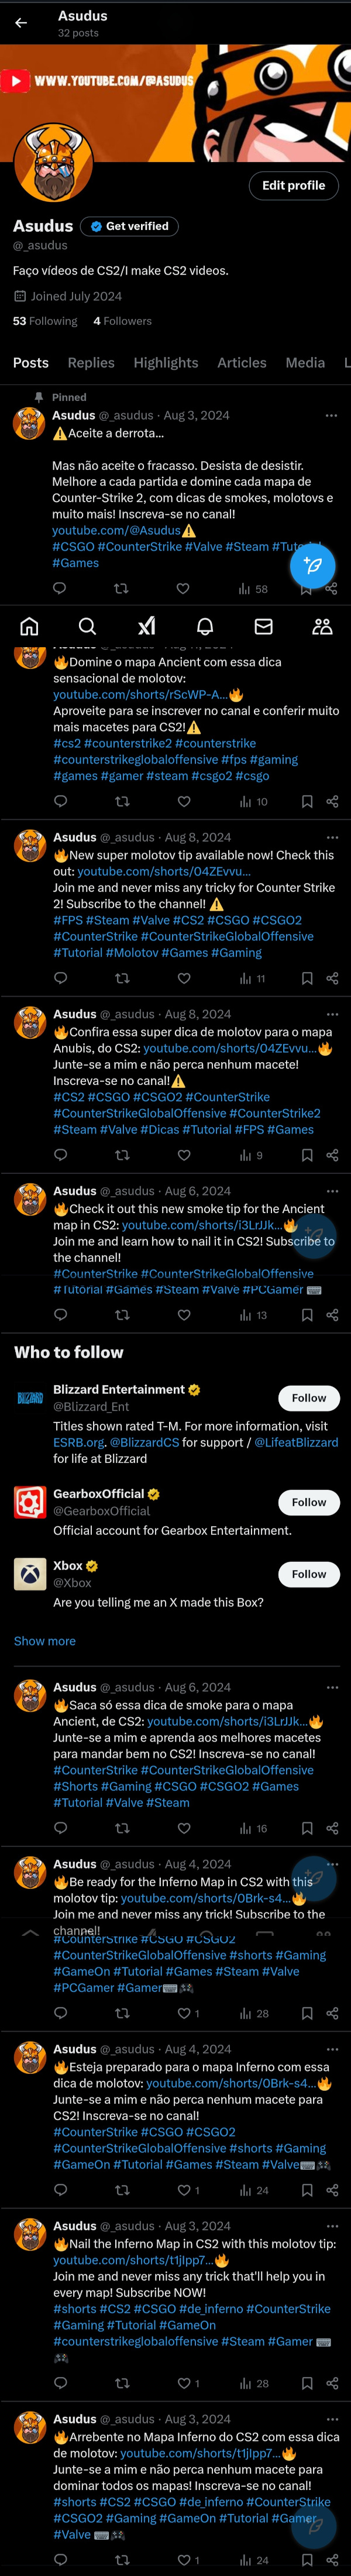 Asudus
32 posts
WWW.YOUTUBE.COM/@ASUDUS
Edit profile
Asudus Get verified
@_asudus
Faço vídeos de CS2/I make CS2 videos.
Joined July 2024
53 Following 4 Followers
Posts Replies Highlights Articles Media L
Pinned
Asudus @_asudus · Aug 3, 2024
⚠️Aceite a derrota...
Mas não aceite o fracasso. Desista de desistir.
Melhore a cada partida e domine cada mapa de
Counter-Strike 2, com dicas de smokes, molotovs e
muito mais! Inscreva-se no canal!
youtube.com/@Asudus⚠️
#CSGO #CounterStrike #Valve #Steam
#Games
58
🔥Domine o mapa Ancient com essa dica
sensacional de molotov:
youtube.com/shorts/rScWP-A...🔥
Aproveite para se inscrever no canal e conferir muito
mais macetes para CS2!⚠️
#cs2 #counterstrike2 #counterstrike
#counterstrikeglobaloffensive #fps #gaming
#games #gamer #steam #csgo2 #csgo
10
Asudus @_asudus · Aug 8, 2024
🔥New super molotov tip available now! Check this
out: youtube.com/shorts/04ZEvvu...
Join me and never miss any tricky for Counter Strike
2! Subscribe to the channel! ⚠️
#FPS #Steam #Valve #CS2 #CSGO #CSGO2
#CounterStrike #CounterStrikeGlobalOffensive
#Tutorial #Molotov #Games #Gaming
11
Asudus @_asudus · Aug 8, 2024
🔥Confira essa super dica de molotov para o mapa
Anubis, do CS2: youtube.com/shorts/04ZEvvu...🔥
Junte-se a mim e não perca nenhum macete!
Inscreva-se no canal!⚠️
#CS2 #CSGO #CSGO2 #CounterStrike
#CounterStrikeGlobalOffensive #CounterStrike2
#Steam #Valve #Dicas #Tutorial #FPS #Games
9
Asudus @_asudus · Aug 6, 2024
🔥Check it out this new smoke tip for the Ancient
map in CS2: youtube.com/shorts/i3LrJJk...🔥
Join me and learn how to nail it in CS2! Subscribe to
the channel!
#CounterStrike #CounterStrikeGlobalOffensive
#Tutorial #Games #Steam #Valve #PCGamer ⌨️
13
Who to follow
BLIZZARD
Blizzard Entertainment
@Blizzard_Ent
Follow
Titles shown rated T-M. For more information, visit
ESRB.org. @BlizzardCS for support / @LifeatBlizzard
for life at Blizzard
GearboxOfficial
@GearboxOfficial
Follow
Official account for Gearbox Entertainment.
Xbox
@Xbox
Follow
Are you telling me an X made this Box?
Show more
Asudus @_asudus · Aug 6, 2024
🔥Saca só essa dica de smoke para o mapa
Ancient, de CS2: youtube.com/shorts/i3LrJJk...🔥
Junte-se a mim e aprenda aos melhores macetes
para mandar bem no CS2! Inscreva-se no canal!
#CounterStrike #CounterStrikeGlobalOffensive
#Shorts #Gaming #CSGO #CSGO2 #Games
#Tutorial #Valve #Steam
16
Asudus @_asudus · Aug 4, 2024
🔥Be ready for the Inferno Map in CS2 with this
molotov tip: youtube.com/shorts/0Brk-s4...🔥
Join me and never miss any trick! Subscribe to the
channel!
#CounterStrike #CSGO #CSGO2
#CounterStrikeGlobalOffensive #shorts #Gaming
#GameOn #Tutorial #Games #Steam #Valve
#PCGamer #Gamer⌨️🎮
1 28
Asudus @_asudus · Aug 4, 2024
🔥Esteja preparado para o mapa Inferno com essa
dica de molotov: youtube.com/shorts/0Brk-s4...🔥
Junte-se a mim e não perca nenhum macete para
CS2! Inscreva-se no canal!
#CounterStrike #CSGO #CSGO2
#CounterStrikeGlobalOffensive #shorts #Gaming
#GameOn #Tutorial #Games #Steam #Valve⌨️🎮
1 24
Asudus @_asudus · Aug 3, 2024
🔥Nail the Inferno Map in CS2 with this molotov tip:
youtube.com/shorts/t1jIpp7...🔥
Join me and never miss any trick that'll help you in
every map! Subscribe NOW!
#shorts #CS2 #CSGO #de_inferno #CounterStrike
#Gaming #Tutorial #GameOn
#counterstrikeglobaloffensive #Steam #Gamer ⌨️
🎮
1 28
Asudus @_asudus · Aug 3, 2024
🔥Arrebente no Mapa Inferno do CS2 com essa dica
de molotov: youtube.com/shorts/t1jIpp7...🔥
Junte-se a mim e não perca nenhum macete para
dominar todos os mapas! Inscreva-se no canal!
#shorts #CS2 #CSGO #de_inferno #CounterStrike
#CSGO2 #Gaming #GameOn #Tutorial #Gamer
#Valve ⌨️🎮
1 24